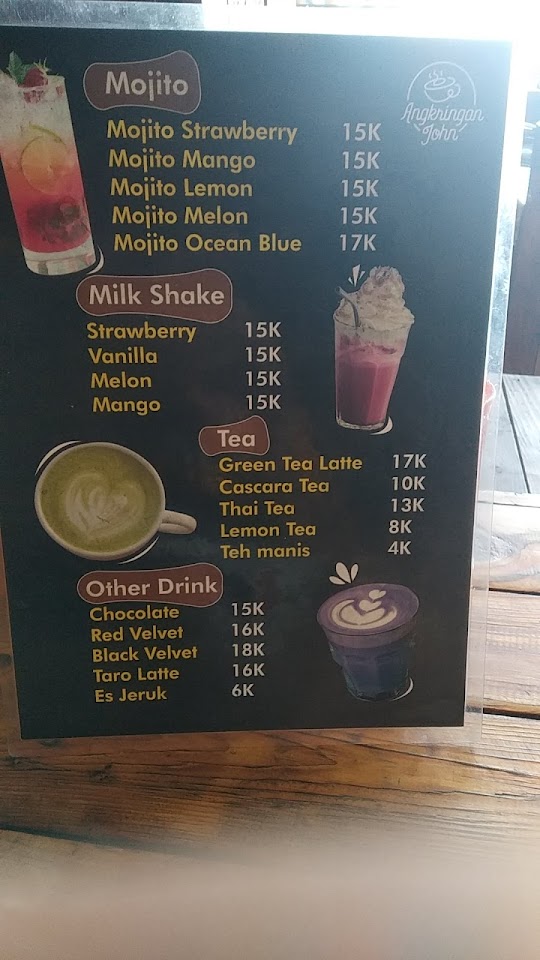 Angkringan
John
Mojito
Mojito Strawberry 15K
Mojito Mango 15K
Mojito Lemon 15K
Mojito Melon 15K
Mojito Ocean Blue 17K
Milk Shake
Strawberry 15K
Vanilla 15K
Melon 15K
Mango 15K
Tea
Green Tea Latte 17K
Cascara Tea 10K
Thai Tea 13K
Lemon Tea 8K
Teh manis 4K
Other Drink
Chocolate 15K
Red Velvet 16K
Black Velvet 18K
Taro Latte 16K
Es Jeruk 6K